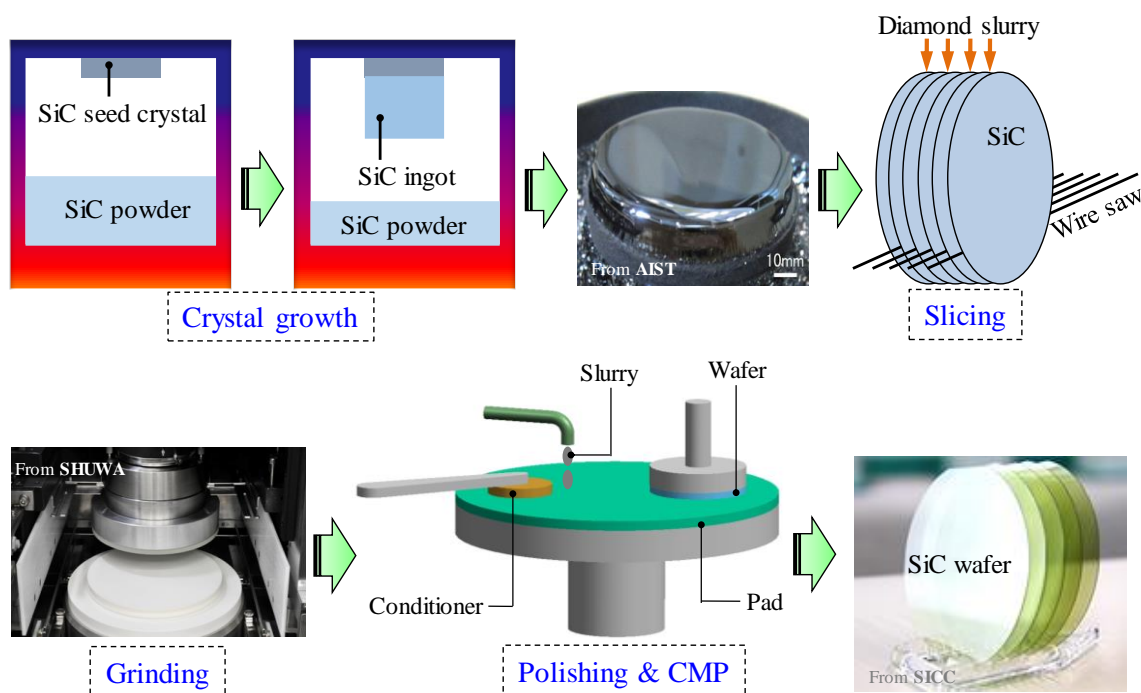 Diamond slurry
SiC seed crystal
SiC powder
SiC ingot
SiC powder
From AIST
10mm
SiC
Wire saw
Crystal growth
Slicing
Slurry
Wafer
From SHUWA
Conditioner
Pad
SiC wafer
From SICC
Grinding
Polishing & CMP